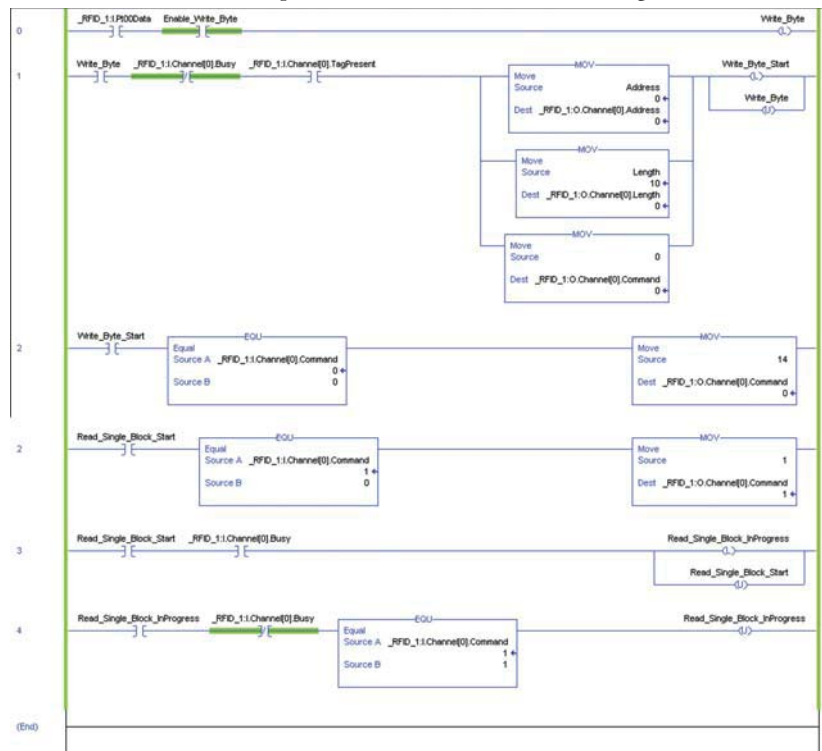 _RFID_1:I.Pt00Data Enable_Write_Byte Write_Byte
0 (L)
Write_Byte _RFID_1:I.Channel[0].Busy _RFID_1:I.Channel[0].TagPresent MOV Write_Byte_Start
1 Move (L)
Source Address
0
Write_Byte
Dest _RFID_1:O.Channel[0].Address (U)
0
MOV
Move
Source Length
10
Dest _RFID_1:O.Channel[0].Length
0
MOV
Move
Source 0
Dest _RFID_1:O.Channel[0].Command
0
Write_Byte_Start EQU MOV
2 Equal Move
Source A _RFID_1:I.Channel[0].Command Source 14
0
Source B 0 Dest _RFID_1:O.Channel[0].Command
0
Read_Single_Block_Start EQU MOV
2 Equal Move
Source A _RFID_1:I.Channel[0].Command Source 1
1
Source B 0 Dest _RFID_1:O.Channel[0].Command
1
Read_Single_Block_Start _RFID_1:I.Channel[0].Busy Read_Single_Block_InProgress
3 (L)
Read_Single_Block_Start
(U)
Read_Single_Block_InProgress _RFID_1:I.Channel[0].Busy EQU Read_Single_Block_InProgress
4 Equal (U)
Source A _RFID_1:I.Channel[0].Command
1
Source B 1
(End)